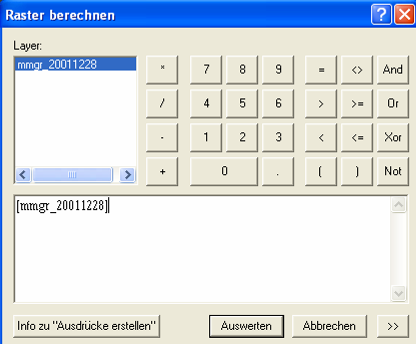 Raster berechnen
Layer:
mmgr_20011228
* 7 8 9 = <> And
/ 4 5 6 > >= Or
- 1 2 3 < <= Xor
+ 0 . ( ) Not
[mmgr_20011228]
Info zu "Ausdrücke erstellen" Auswerten Abbrechen >>